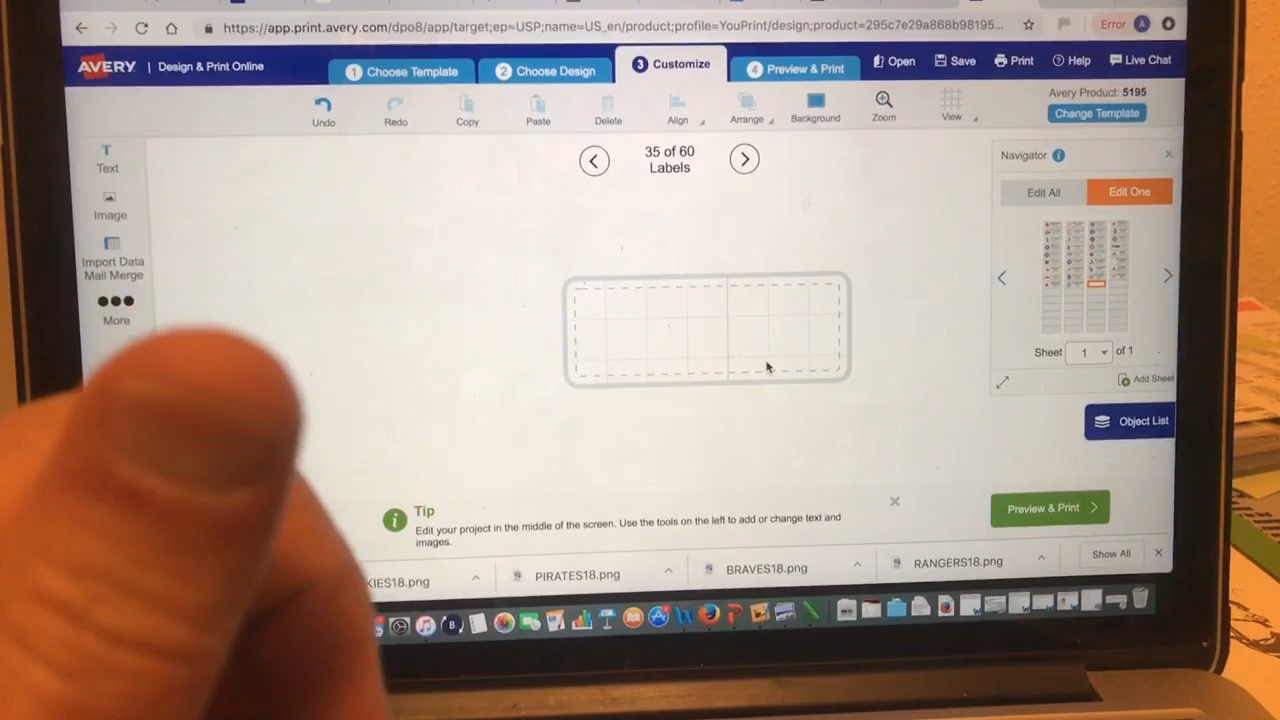 https://app.print.avery.com/dpo8/app/target;ep=USP;name=US_en/product;profile=YouPrint/design;product=295c7e29a868b98195...
Error A
AVERY | Design & Print Online
1 Choose Template
2 Choose Design
3 Customize
4 Preview & Print
Open
Save
Print
Help
Live Chat
Undo
Redo
Copy
Paste
Delete
Align
Arrange
Background
Zoom
View
Avery Product: 5195
Change Template
Text
Image
Import Data
Mail Merge
More
35 of 60
Labels
Navigator
Edit All
Edit One
Sheet 1 of 1
Add Sheet
Object List
Tip
Edit your project in the middle of the screen. Use the tools on the left to add or change text and
images.
Preview & Print
KIES18.png
PIRATES18.png
BRAVES18.png
RANGERS18.png
Show All